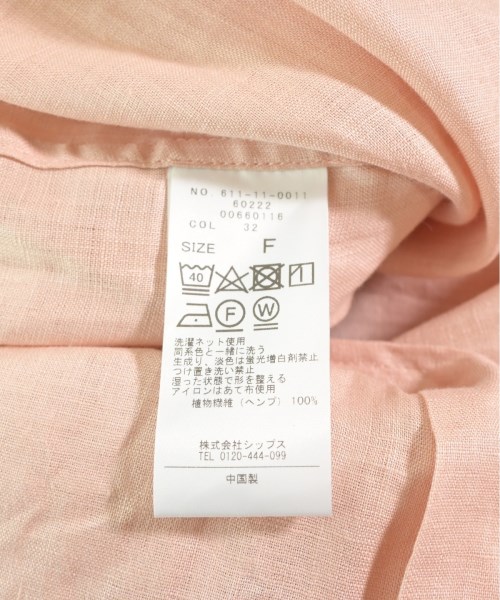 NO. 611-11-0011
60222
00660116
COL 32
SIZE F
40
F W
洗濯ネット使用
同系色と一緒に洗う
生成り、淡色は蛍光増白剤禁止
つけ置き洗い禁止
湿った状態で形を整える
アイロンはあて布使用
植物繊維(ヘンプ) 100%
株式会社シップス
TEL 0120-444-099
中国製